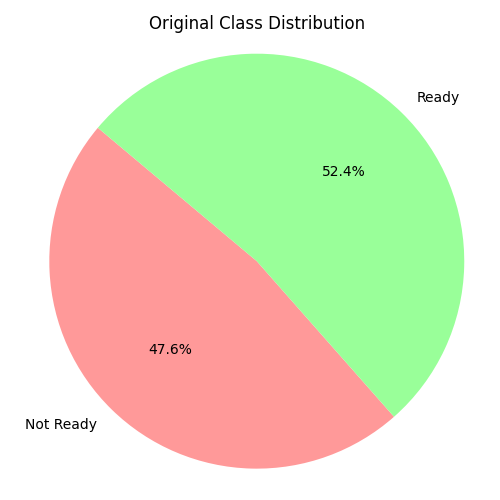 Original Class Distribution
Ready
52.4%
47.6%
Not Ready